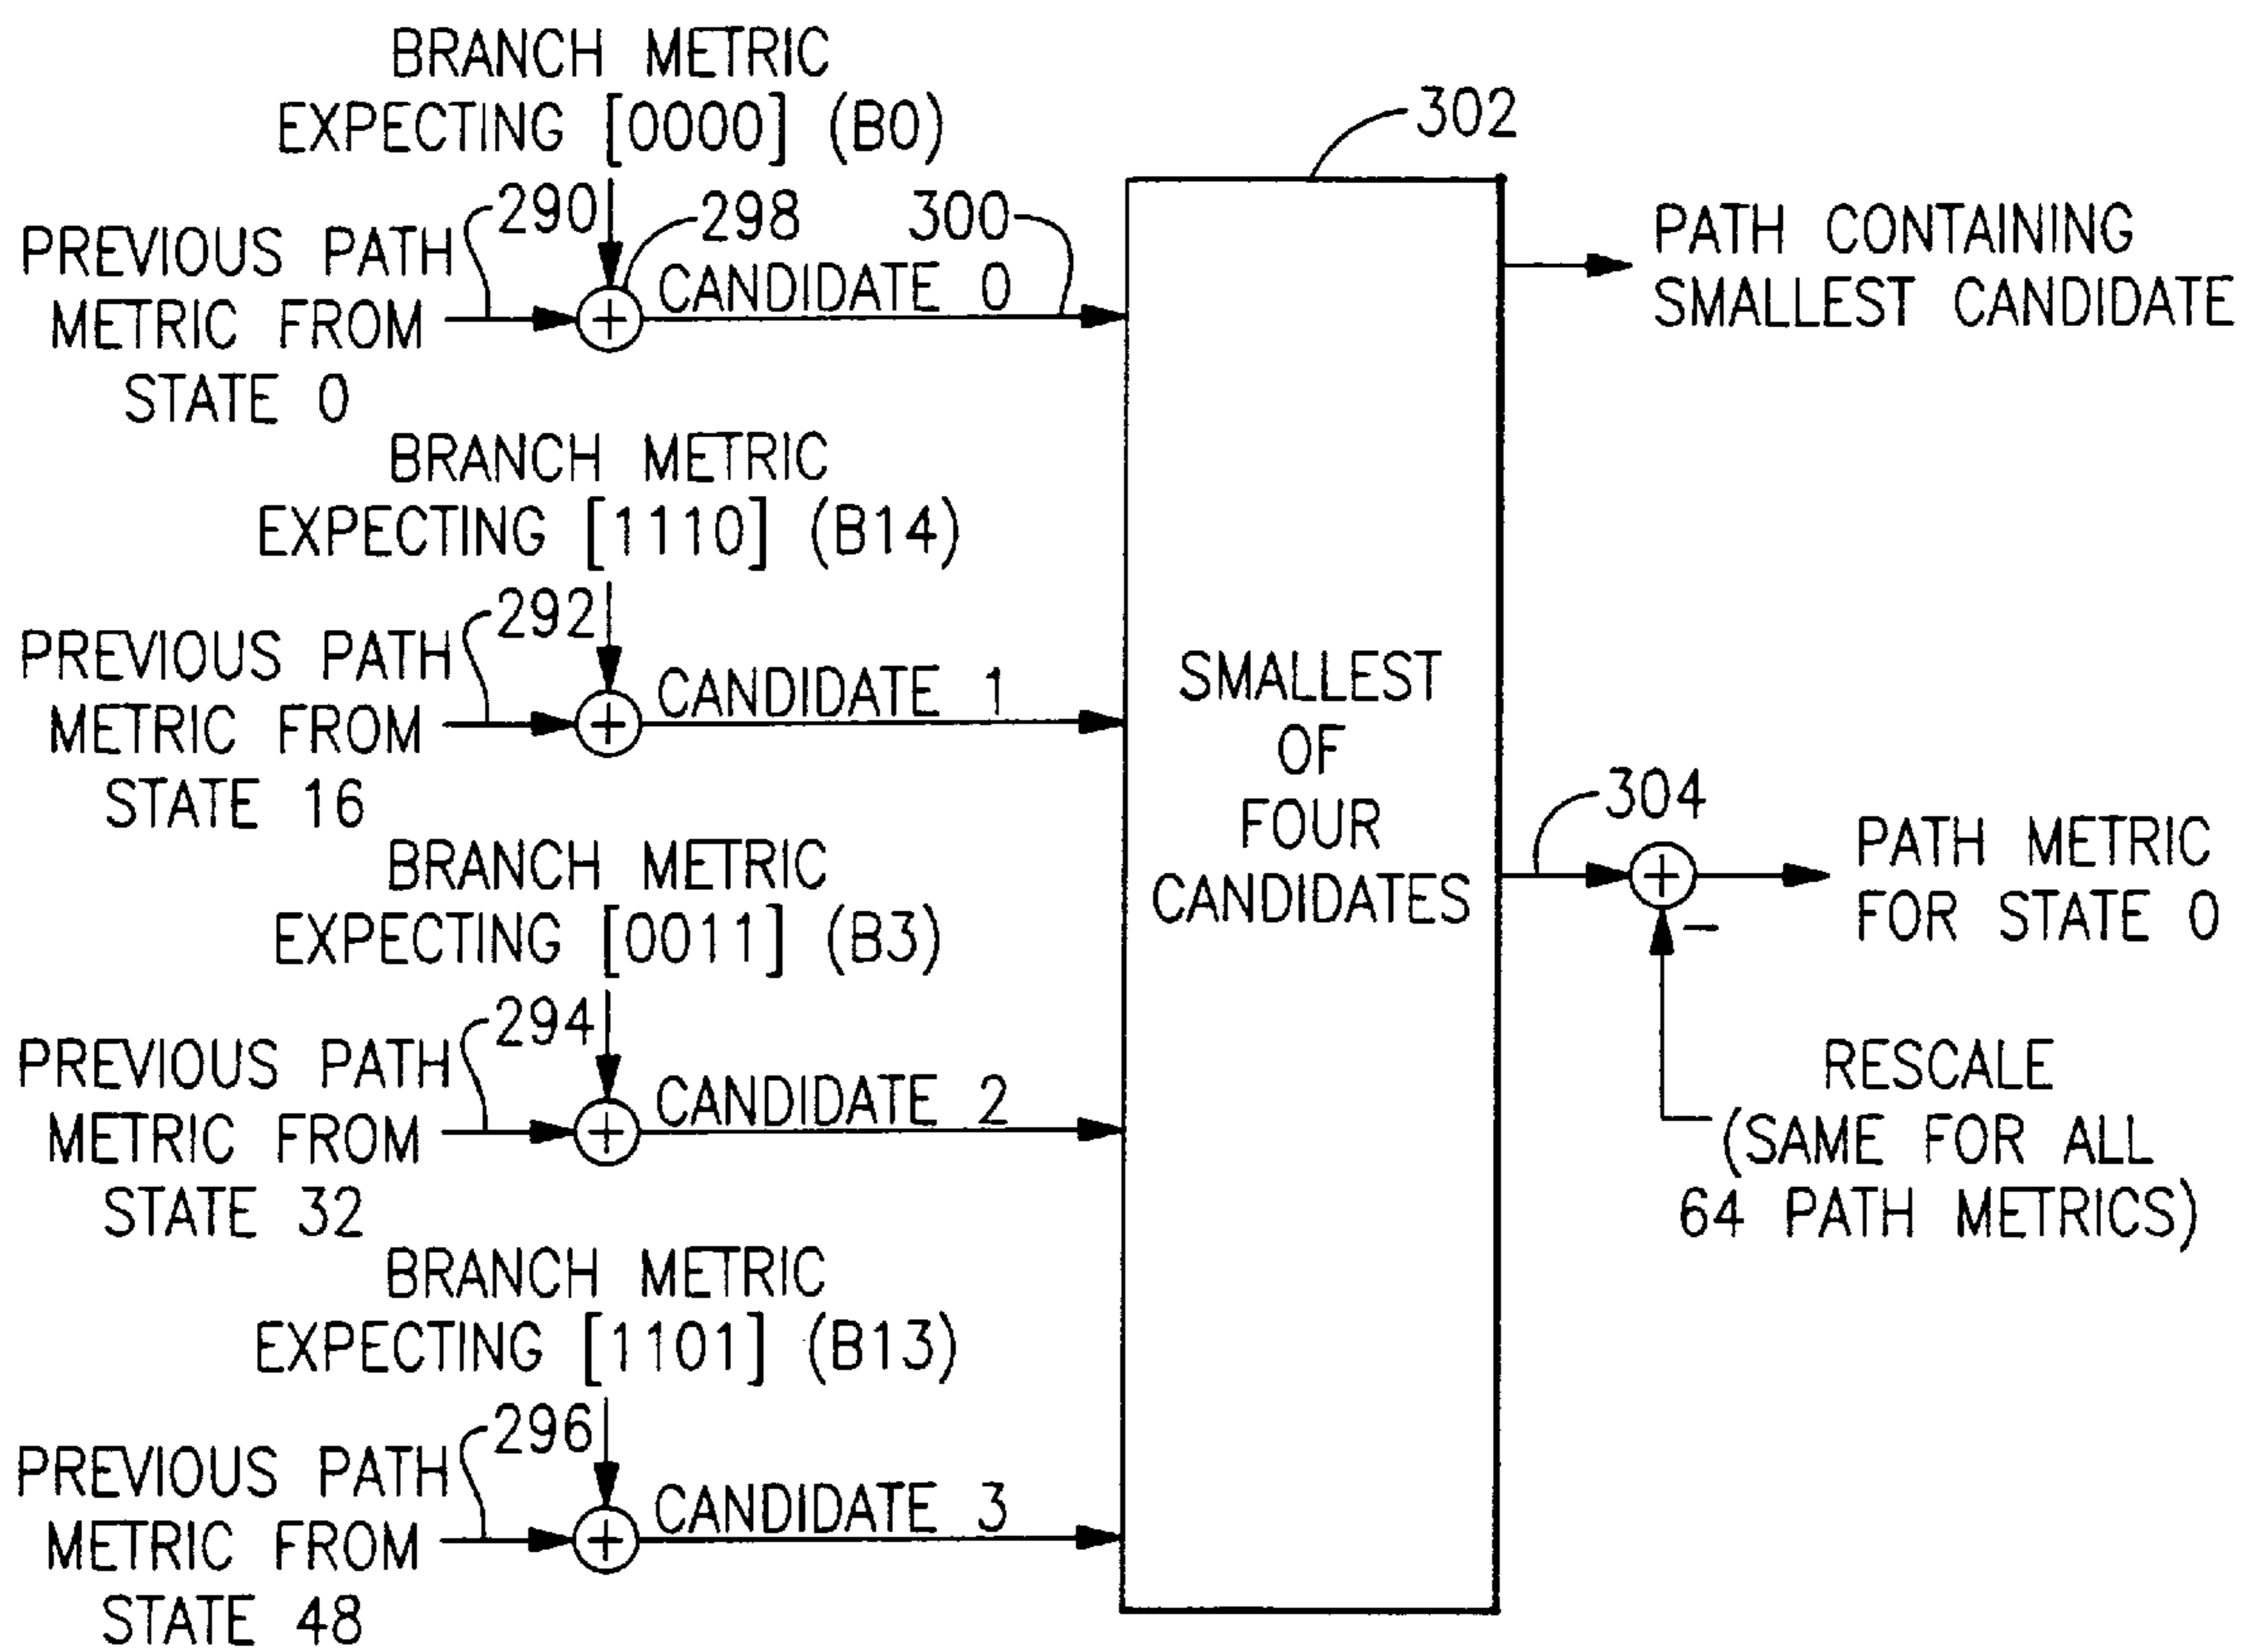 BRANCH METRIC
EXPECTING [0000] (B0)
302
290
298
300
PREVIOUS PATH
METRIC FROM
STATE 0
CANDIDATE 0
PATH CONTAINING
SMALLEST CANDIDATE
BRANCH METRIC
EXPECTING [1110] (B14)
292
PREVIOUS PATH
METRIC FROM
STATE 16
CANDIDATE 1
SMALLEST
OF
FOUR
CANDIDATES
304
PATH METRIC
FOR STATE 0
BRANCH METRIC
EXPECTING [0011] (B3)
294
PREVIOUS PATH
METRIC FROM
STATE 32
CANDIDATE 2
RESCALE
(SAME FOR ALL
64 PATH METRICS)
BRANCH METRIC
EXPECTING [1101] (B13)
296
PREVIOUS PATH
METRIC FROM
STATE 48
CANDIDATE 3